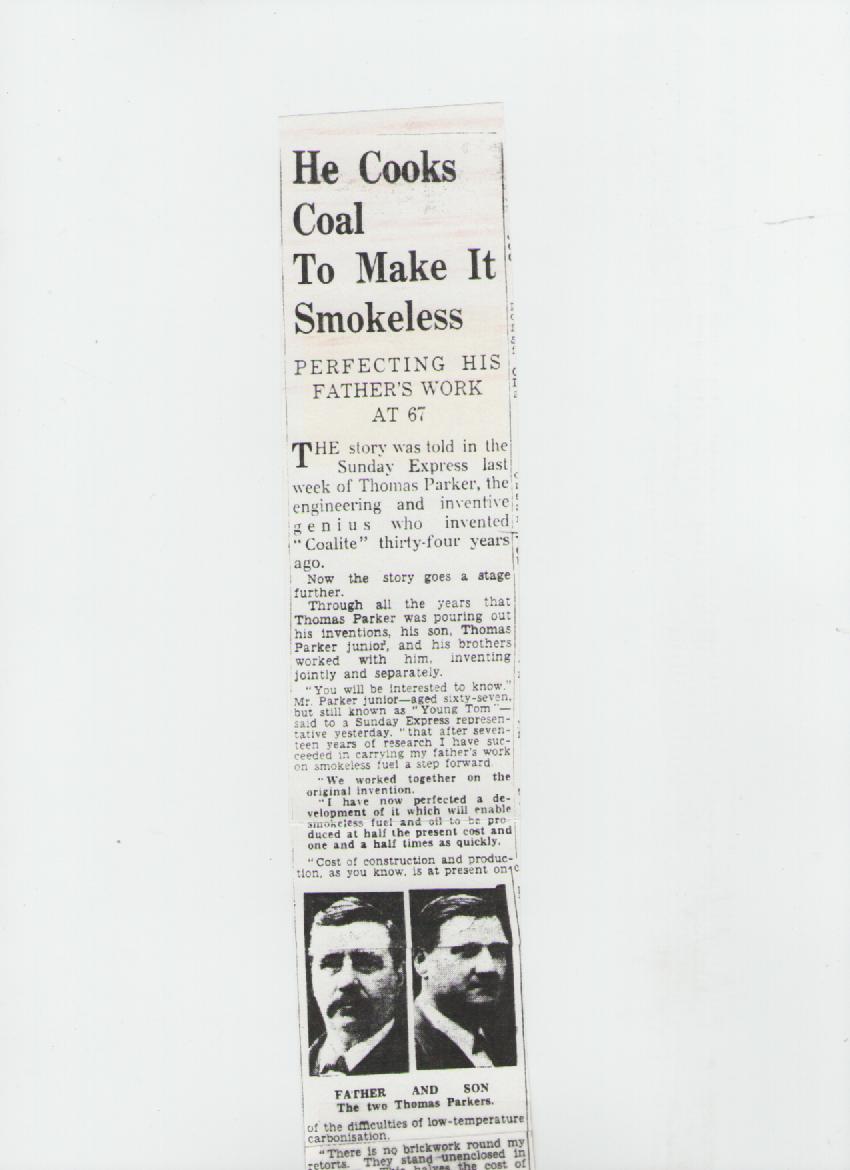 He Cooks
Coal
To Make It
Smokeless
PERFECTING HIS
FATHER'S WORK
AT 67
THE story was told in the
Sunday Express last
week of Thomas Parker, the
engineering and inventive
genius who invented
"Coalite" thirty-four years
ago.
Now the story goes a stage
further.
Through all the years that
Thomas Parker was pouring out
his inventions, his son, Thomas
Parker junior, and his brothers
worked with him, inventing
jointly and separately.
"You will be interested to know,"
Mr. Parker junior—aged sixty-seven,
but still known as "Young Tom"—
said to a Sunday Express represen-
tative yesterday, "that after seven-
teen years of research I have suc-
ceeded in carrying my father's work
on smokeless fuel a step forward.
"We worked together on the
original invention.
"I have now perfected a de-
velopment of it which will enable
smokeless fuel and oil to be pro-
duced at half the present cost and
one and a half times as quickly.
"Cost of construction and produc-
tion, as you know, is at present one
FATHER AND SON
The two Thomas Parkers.
of the difficulties of low-temperature
carbonisation.
"There is no brickwork round my
retorts. They stand unenclosed in
This halves the cost of